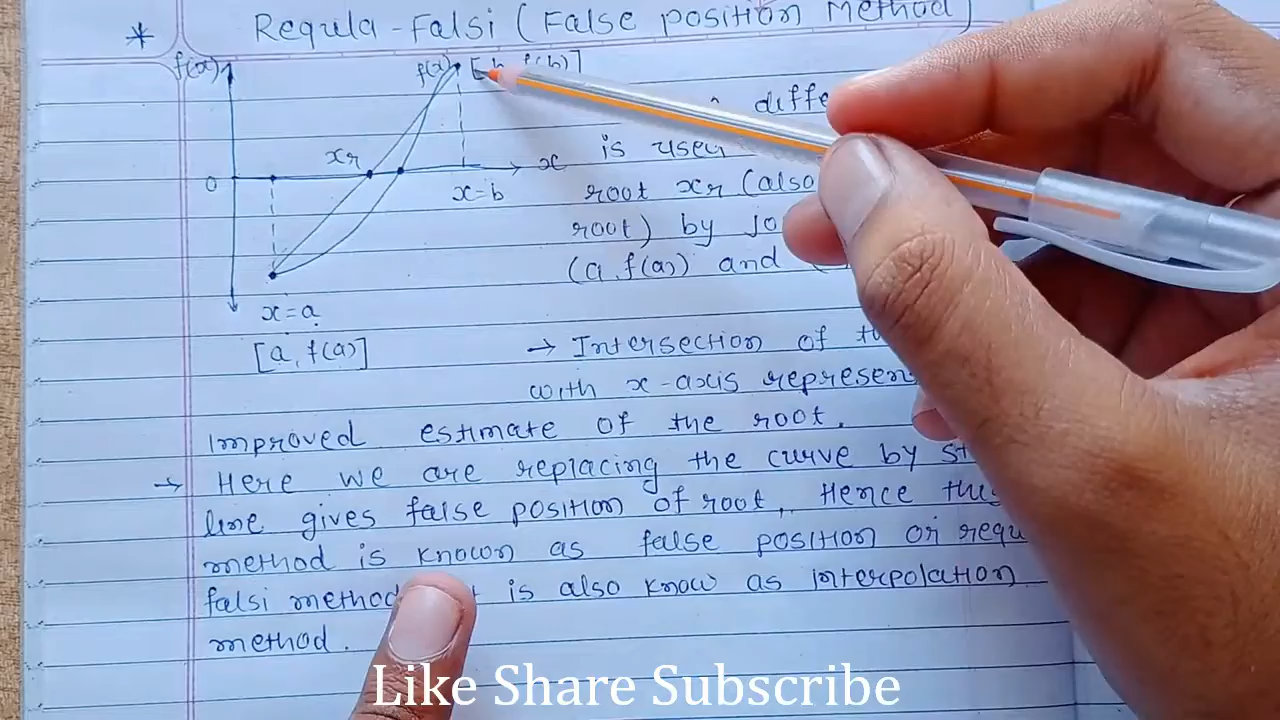 * Regula-Falsi (False position Method)
f(x)
f(x) [b, f(b)]
diffe
xr
is used
0
x
x=b
root xr (also
root) by jo
(a, f(a)) and (
x=a
[a, f(a)]
→ Intersection of
with x-axis represen
improved estimate of the root.
→ Here we are replacing the curve by st
line gives false position of root, Hence this
method is known as false position or regu
falsi method is also know as interpolation
method.
Like Share Subscribe